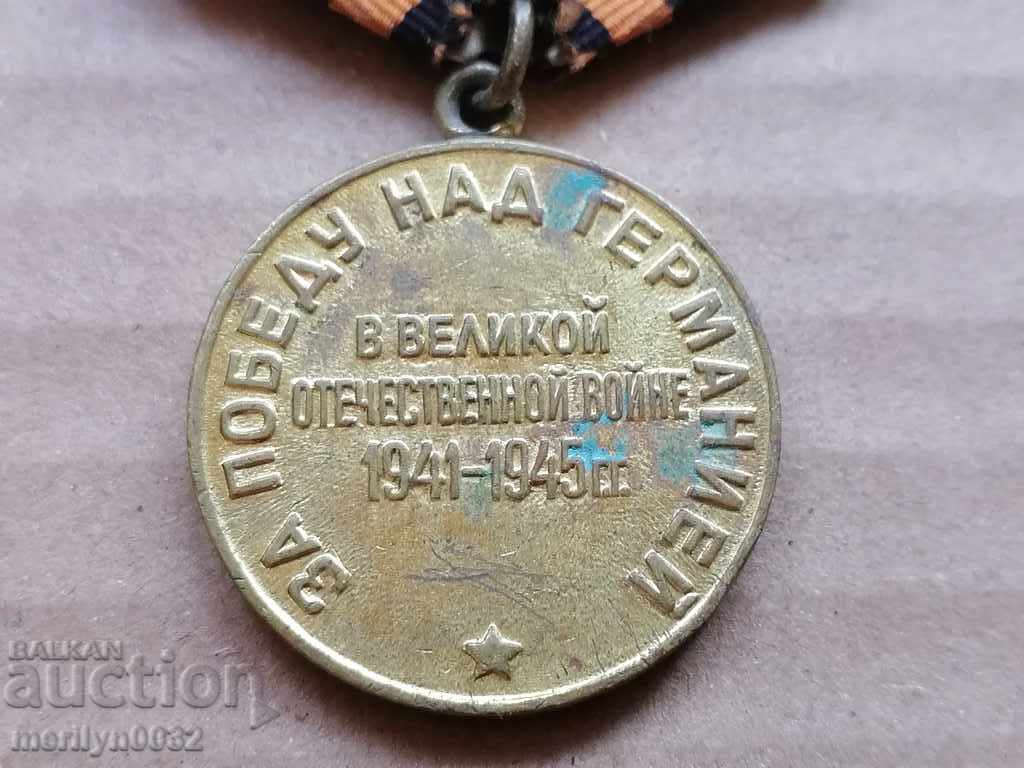 ЗА ПОБЕДУ НАД ГЕРМАНИЕЙ
В ВЕЛИКОЙ
ОТЕЧЕСТВЕННОЙ ВОЙНЕ
1941-1945 ГГ.
BALKAN
auction
merilyn0032